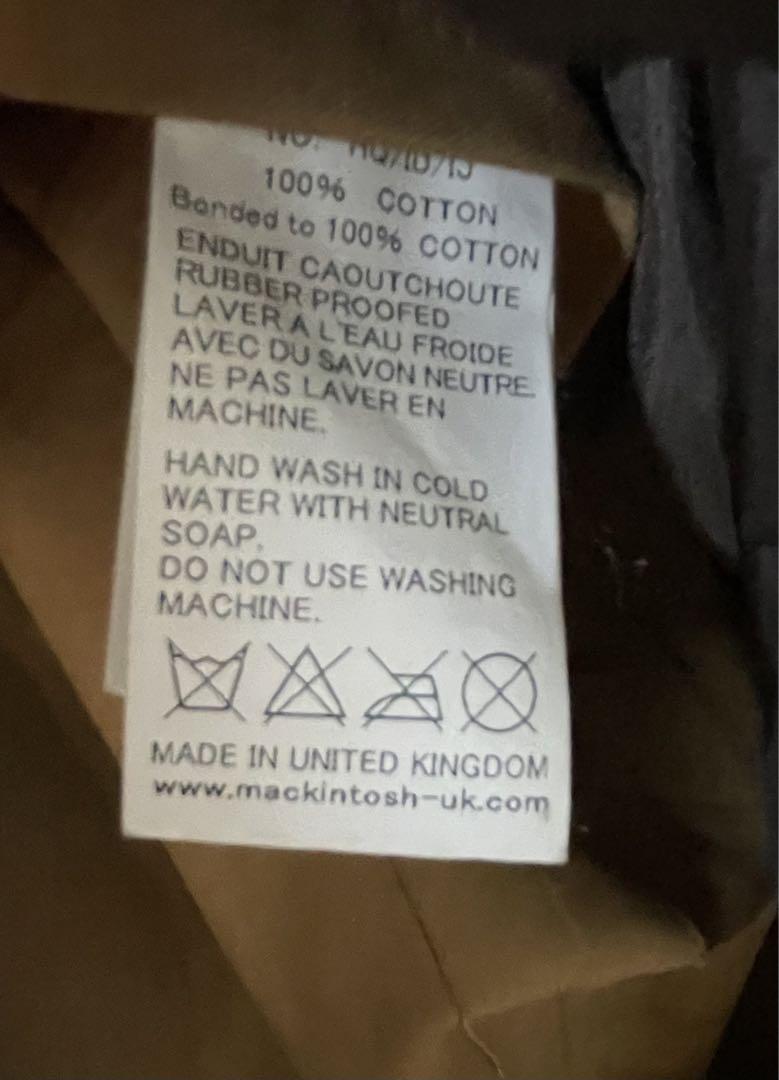 NO.
100% COTTON
Bonded to 100% COTTON
ENDUIT CAOUTCHOUTE
RUBBER PROOFED
LAVER A L'EAU FROIDE
AVEC DU SAVON NEUTRE.
NE PAS LAVER EN
MACHINE.
HAND WASH IN COLD
WATER WITH NEUTRAL
SOAP.
DO NOT USE WASHING
MACHINE.
MADE IN UNITED KINGDOM
www.mackintosh-uk.com